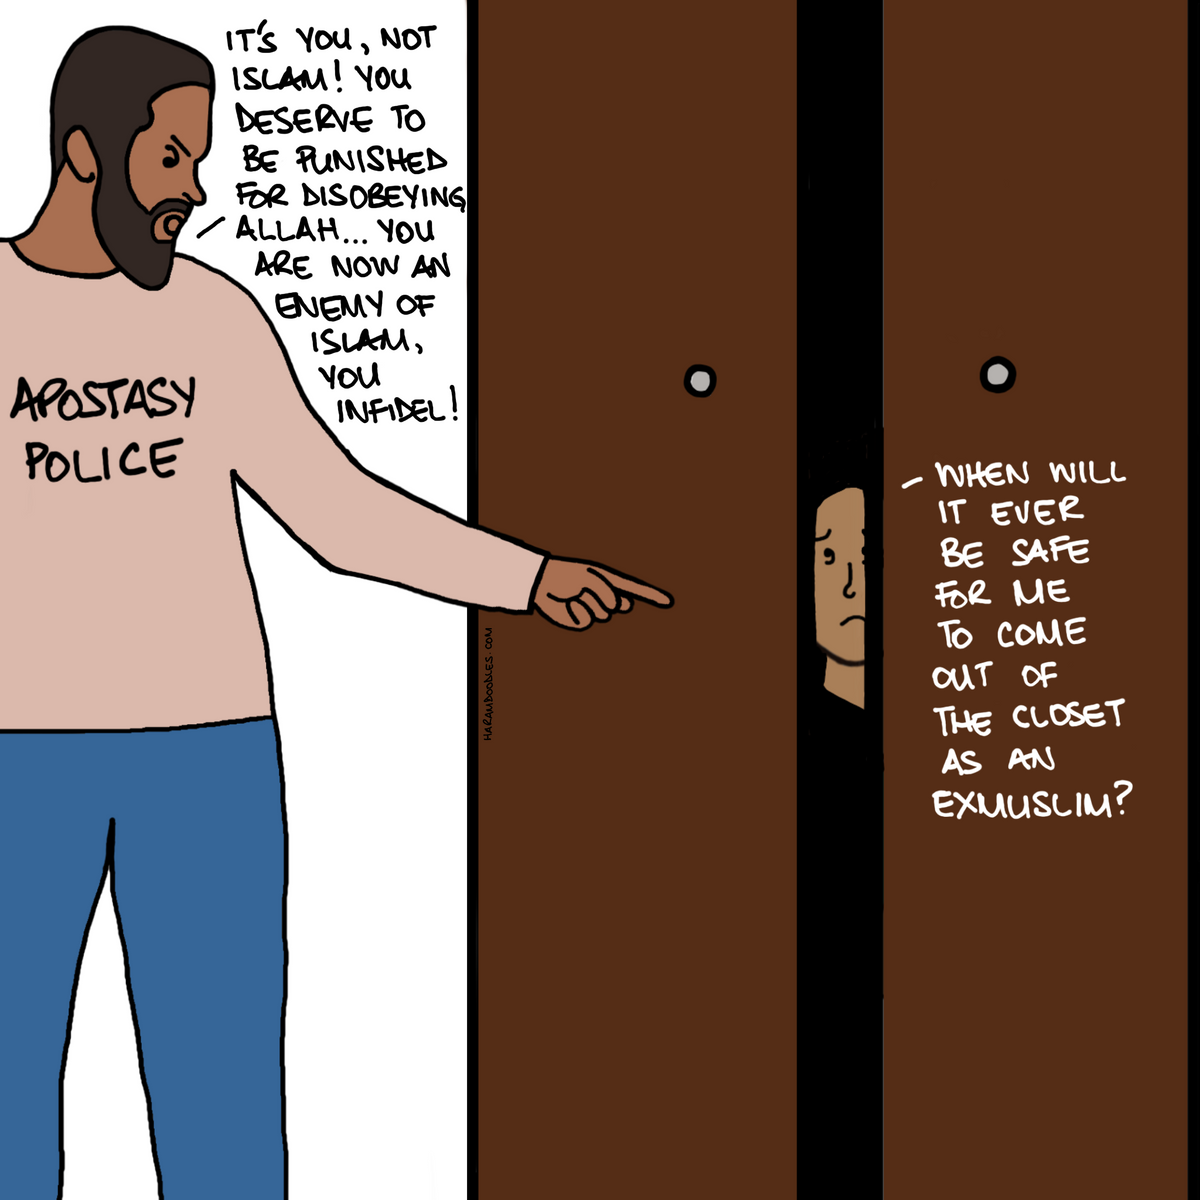 IT'S YOU, NOT
ISLAM! YOU
DESERVE TO
BE PUNISHED
FOR DISOBEYING
ALLAH... YOU
ARE NOW AN
ENEMY OF
ISLAM,
YOU
INFIDEL!
APOSTASY
POLICE
HARAMDOODLES.COM
WHEN WILL
IT EVER
BE SAFE
FOR ME
TO COME
OUT OF
THE CLOSET
AS AN
EXMUSLIM?